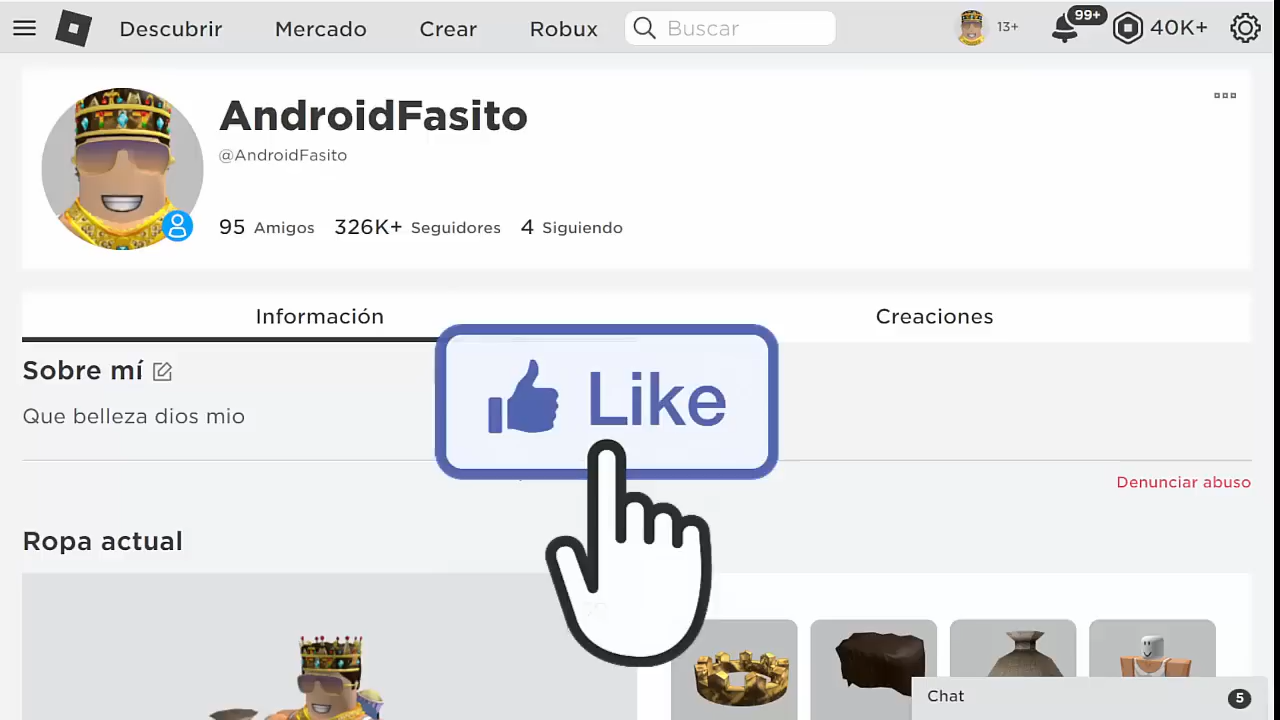 Descubrir Mercado Crear Robux Buscar 13+ 99+ 40K+
AndroidFasito
@AndroidFasito
95 Amigos 326K+ Seguidores 4 Siguiendo
Información Creaciones
Sobre mí
Like
Que belleza dios mio
Denunciar abuso
Ropa actual
Chat 5